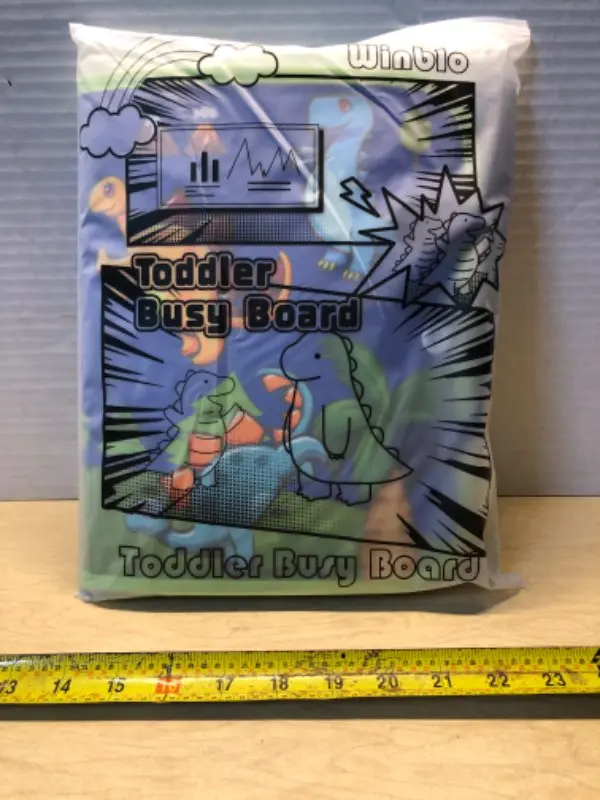 Winblo
Toddler
Busy Board
Toddler Busy Board
13 14 15 16 17 18 19 20 21 22 23